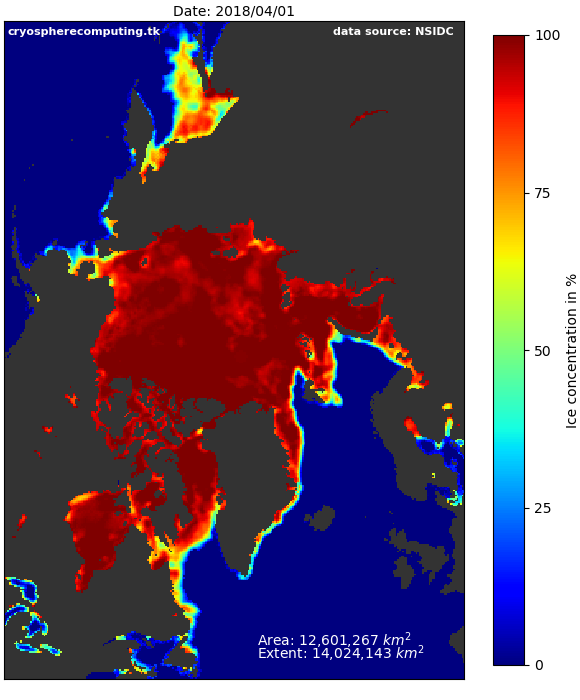 Date: 2018/04/01
cryospherecomputing.tk
data source: NSIDC
100
75
50
25
0
Ice concentration in %
Area: 12,601,267 km²
Extent: 14,024,143 km²